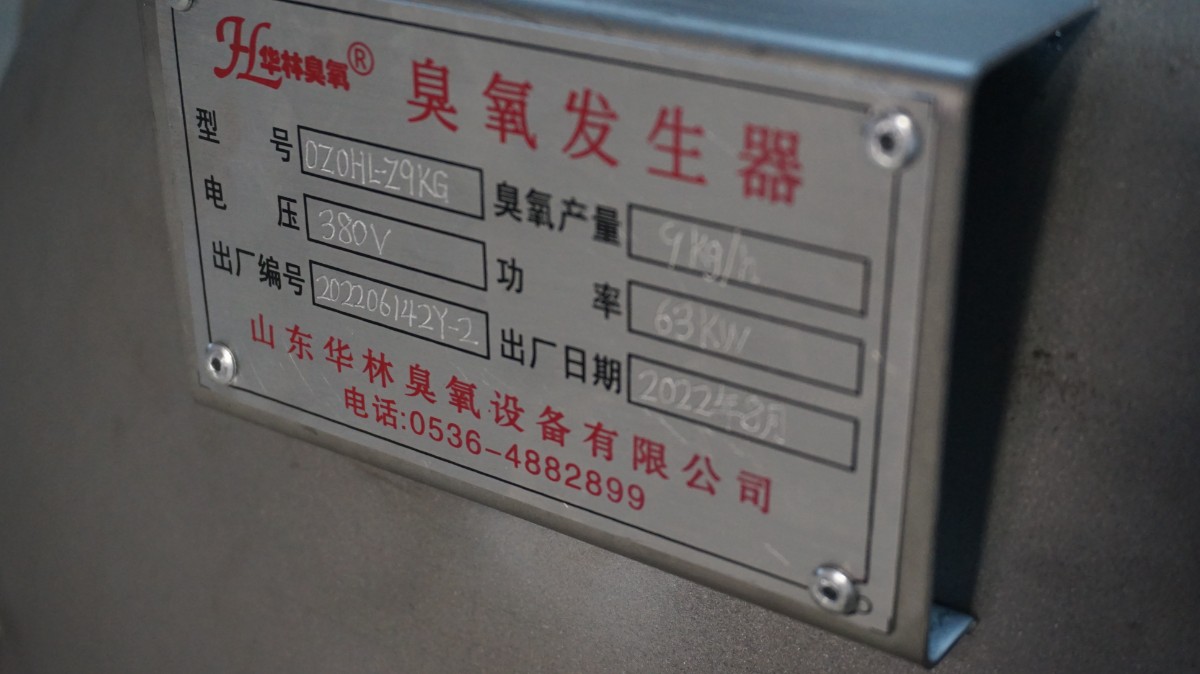 H华林臭氧®
臭氧发生器
型号 OZOHL-Z9KG 臭氧产量 9kg/h
电压 380V 功率 63KW
出厂编号 202206142Y-2 出厂日期 2022年8月
山东华林臭氧设备有限公司
电话:0536-4882899